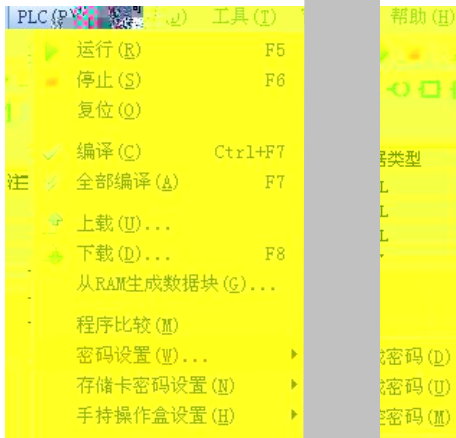 PLC(P) 工具(T) 帮助(H)
运行(R) F5
停止(S) F6
复位(O)
编译(C) Ctrl+F7
全部编译(A) F7
上载(U)...
下载(D)... F8
从RAM生成数据块(G)...
程序比较(M)
密码设置(W)...
存储卡密码设置(N)
手持操作盒设置(H)
注
据类型
L
L
L
密码(D)
密码(U)
密码(M)